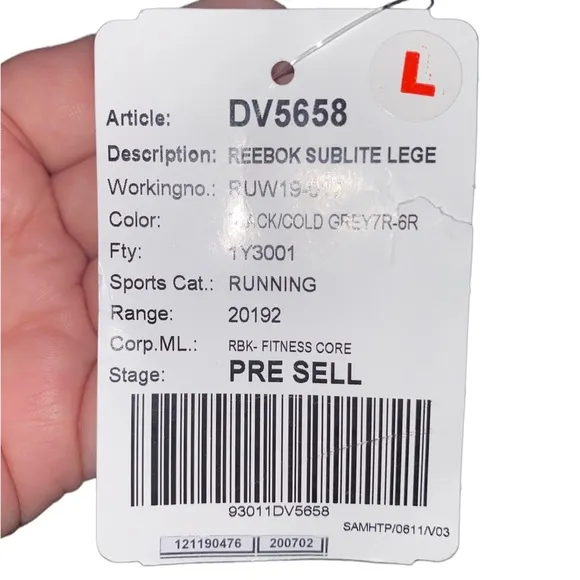 L
Article: DV5658
Description: REEBOK SUBLITE LEGE
Workingno.:
Color: GREY7R-6R
Fty: 1Y3001
Sports Cat.: RUNNING
Range: 20192
Corp.ML.: RBK- FITNESS CORE
Stage: PRE SELL
93011DV5658
SAMHTP/0611/V03
121190476 200702